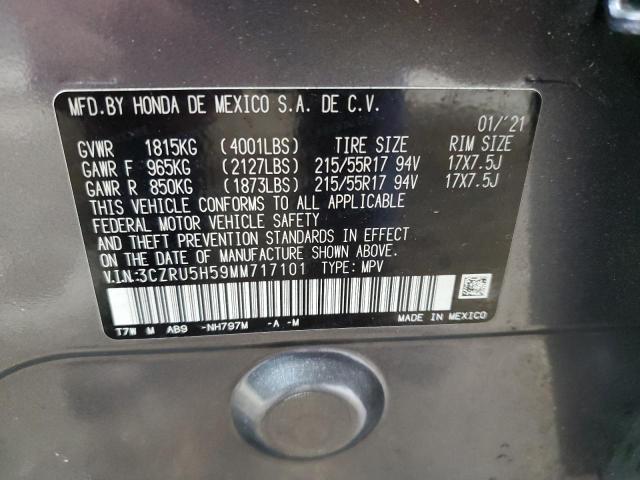 MFD.BY HONDA DE MEXICO S.A. DE C.V.
01/'21
GVWR 1815KG (4001LBS) TIRE SIZE RIM SIZE
GAWR F 965KG (2127LBS) 215/55R17 94V 17X7.5J
GAWR R 850KG (1873LBS) 215/55R17 94V 17X7.5J
THIS VEHICLE CONFORMS TO ALL APPLICABLE
FEDERAL MOTOR VEHICLE SAFETY
AND THEFT PREVENTION STANDARDS IN EFFECT
ON THE DATE OF MANUFACTURE SHOWN ABOVE.
V.I.N.:3CZRU5H59MM717101 TYPE: MPV
T7W M AB9 -NH797M -A -M
MADE IN MEXICO